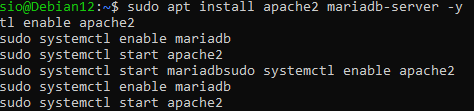 sio@Debian12:~$ sudo apt install apache2 mariadb-server -y
tl enable apache2
sudo systemctl enable mariadb
sudo systemctl start apache2
sudo systemctl start mariadbsudo systemctl enable apache2
sudo systemctl enable mariadb
sudo systemctl start apache2